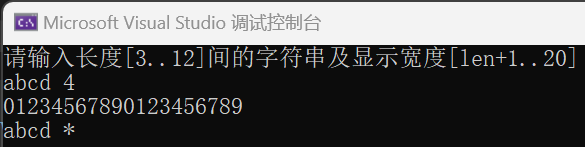 Microsoft Visual Studio 调试控制台
请输入长度[3..12]间的字符串及显示宽度[len+1..20]
abcd 4
01234567890123456789
abcd *